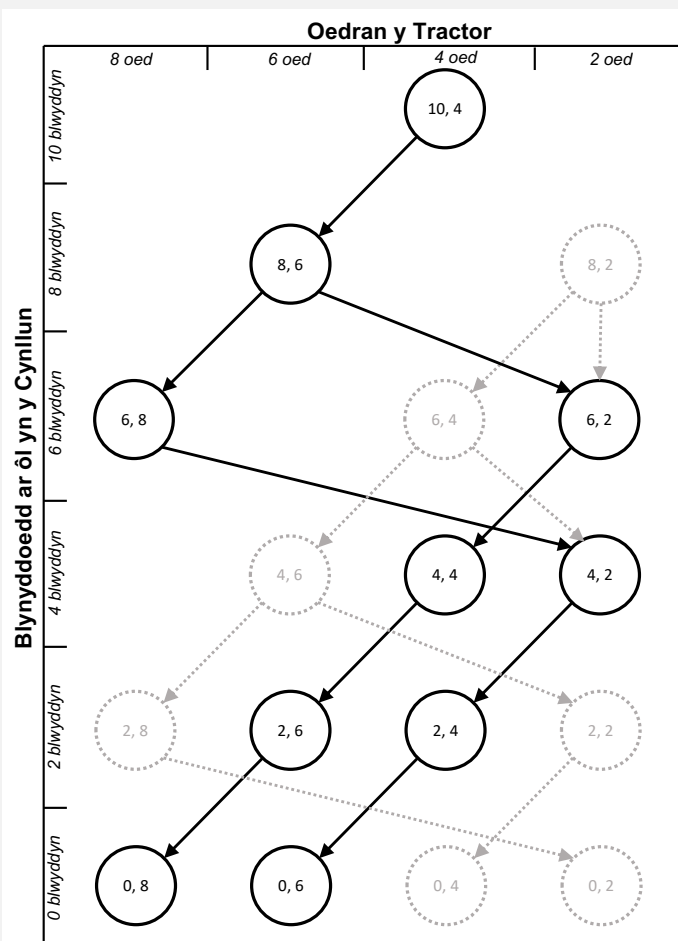 Oedran y Tractor
8 oed
6 oed
4 oed
2 oed
Blynyddoedd ar ôl yn y Cynllun
10 blwyddyn
10, 4
8 blwyddyn
8, 6
8, 2
6 blwyddyn
6, 8
6, 4
6, 2
4 blwyddyn
4, 6
4, 4
4, 2
2 blwyddyn
2, 8
2, 6
2, 4
2, 2
0 blwyddyn
0, 8
0, 6
0, 4
0, 2